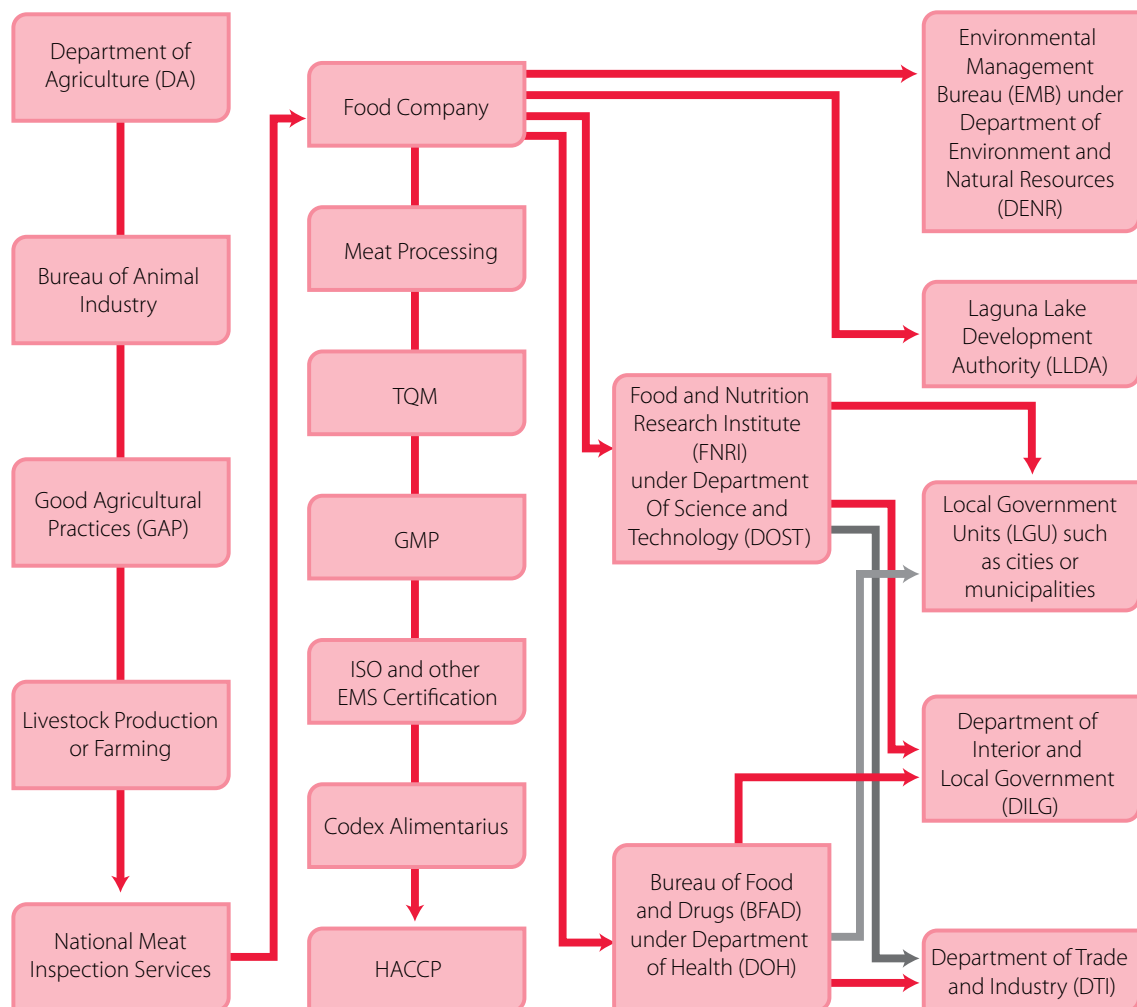 Department of
Agriculture (DA)
Bureau of Animal
Industry
Good Agricultural
Practices (GAP)
Livestock Production
or Farming
National Meat
Inspection Services
Food Company
Meat Processing
TQM
GMP
ISO and other
EMS Certification
Codex Alimentarius
HACCP
Food and Nutrition
Research Institute
(FNRI)
under Department
Of Science and
Technology (DOST)
Bureau of Food
and Drugs (BFAD)
under Department
of Health (DOH)
Environmental
Management
Bureau (EMB) under
Department of
Environment and
Natural Resources
(DENR)
Laguna Lake
Development
Authority (LLDA)
Local Government
Units (LGU) such
as cities or
municipalities
Department of
Interior and
Local Government
(DILG)
Department of Trade
and Industry (DTI)